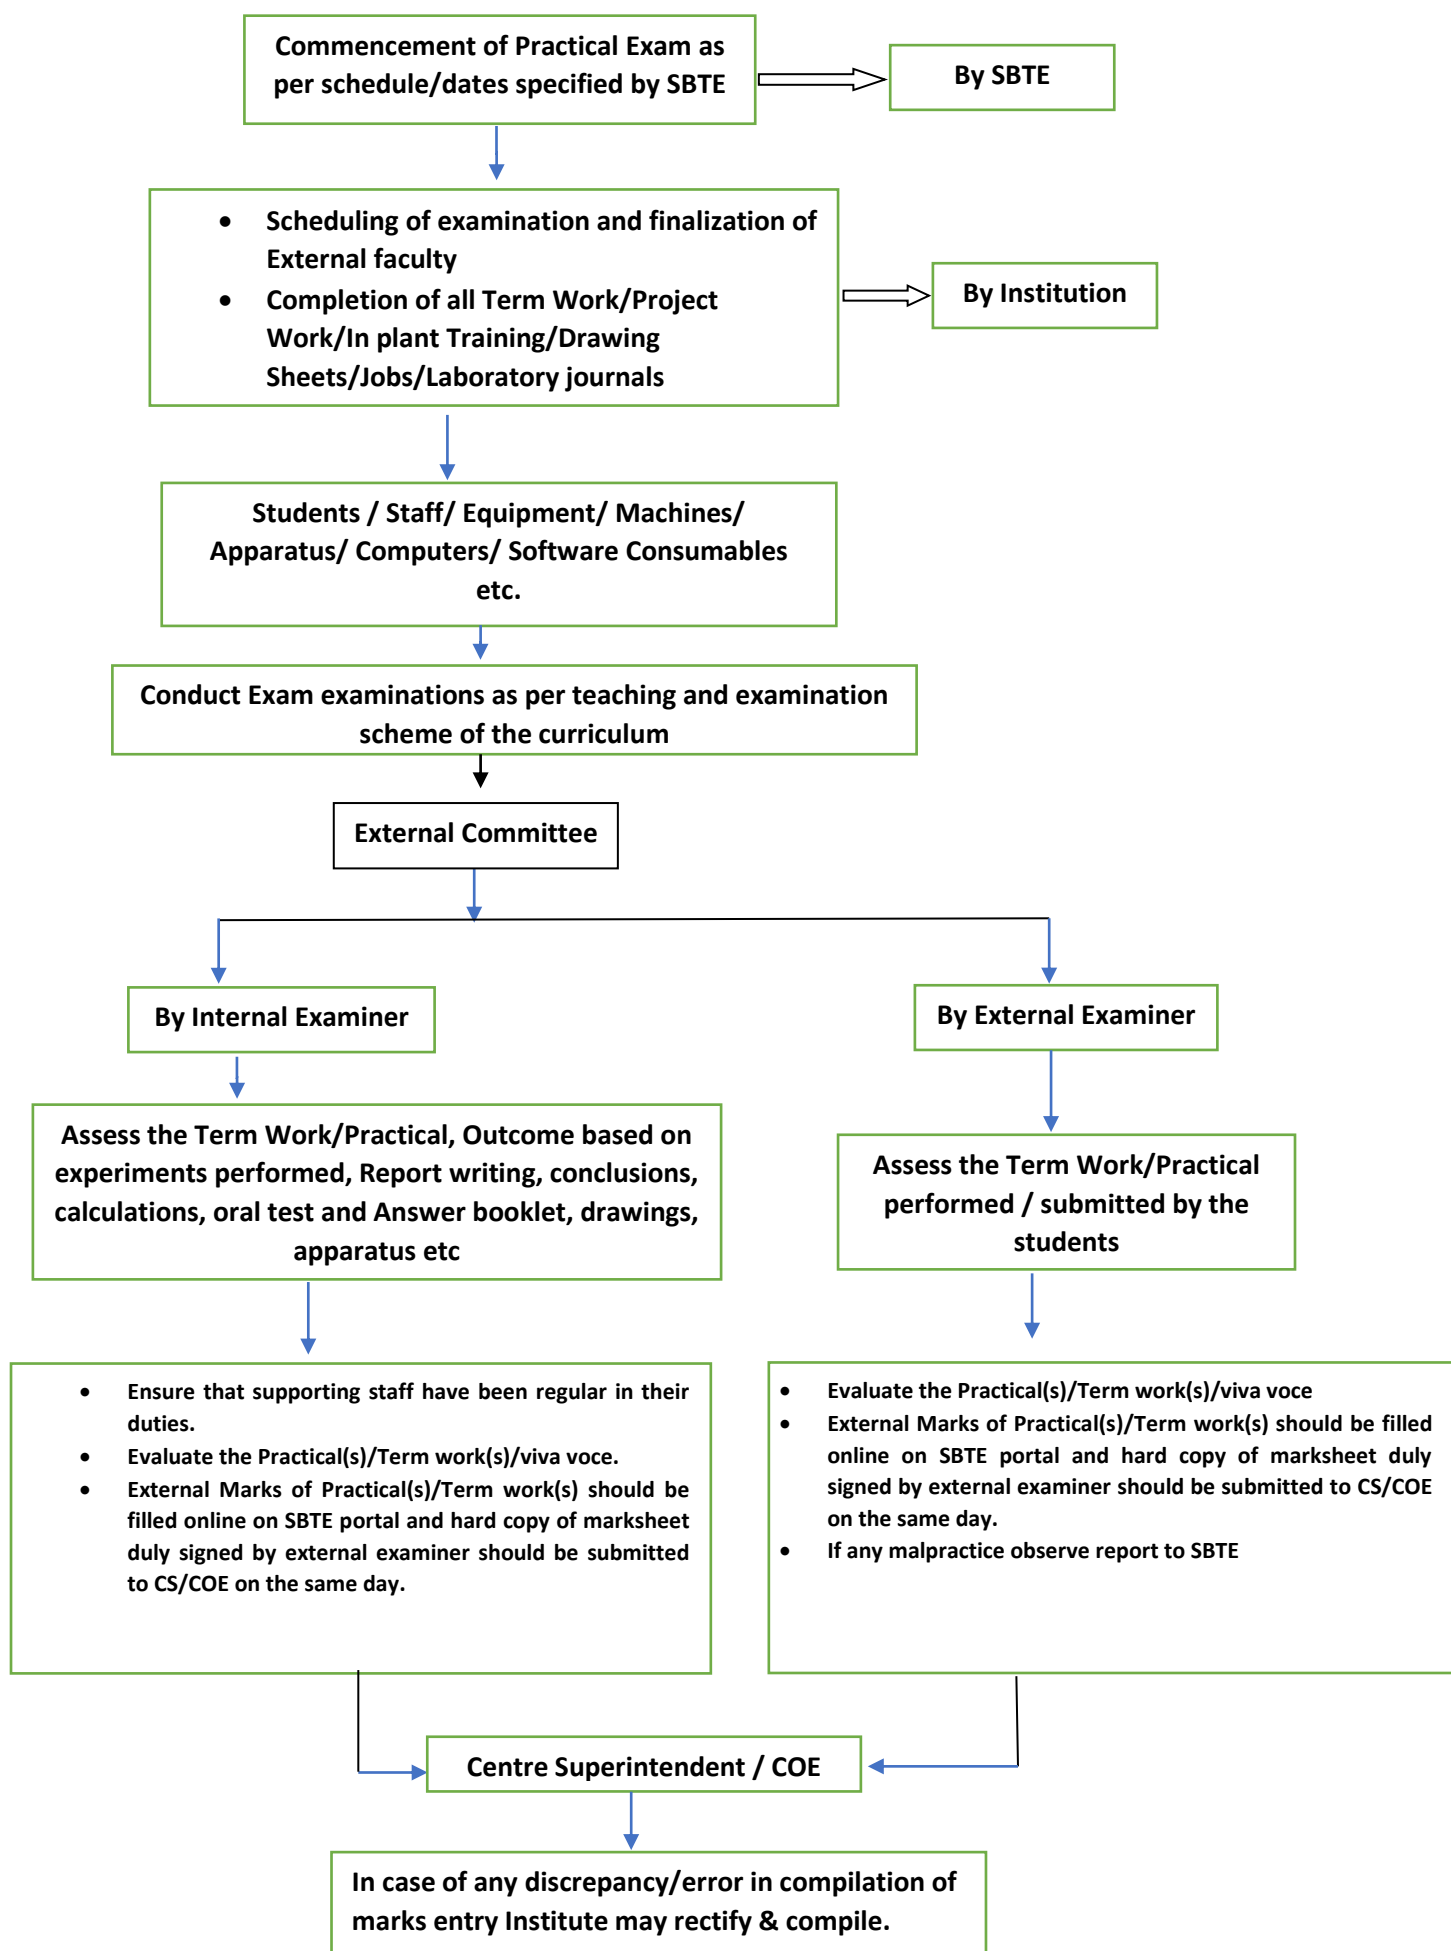 Commencement of Practical Exam as
per schedule/dates specified by SBTE
By SBTE
• Scheduling of examination and finalization of
External faculty
• Completion of all Term Work/Project
Work/In plant Training/Drawing
Sheets/Jobs/Laboratory journals
By Institution
Students / Staff/ Equipment/ Machines/
Apparatus/ Computers/ Software Consumables
etc.
Conduct Exam examinations as per teaching and examination
scheme of the curriculum
External Committee
By Internal Examiner
By External Examiner
Assess the Term Work/Practical, Outcome based on
experiments performed, Report writing, conclusions,
calculations, oral test and Answer booklet, drawings,
apparatus etc
Assess the Term Work/Practical
performed / submitted by the
students
• Ensure that supporting staff have been regular in their
duties.
• Evaluate the Practical(s)/Term work(s)/viva voce.
• External Marks of Practical(s)/Term work(s) should be
filled online on SBTE portal and hard copy of marksheet
duly signed by external examiner should be submitted
to CS/COE on the same day.
• Evaluate the Practical(s)/Term work(s)/viva voce
• External Marks of Practical(s)/Term work(s) should be filled
online on SBTE portal and hard copy of marksheet duly
signed by external examiner should be submitted to CS/COE
on the same day.
• If any malpractice observe report to SBTE
Centre Superintendent / COE
In case of any discrepancy/error in compilation of
marks entry Institute may rectify & compile.